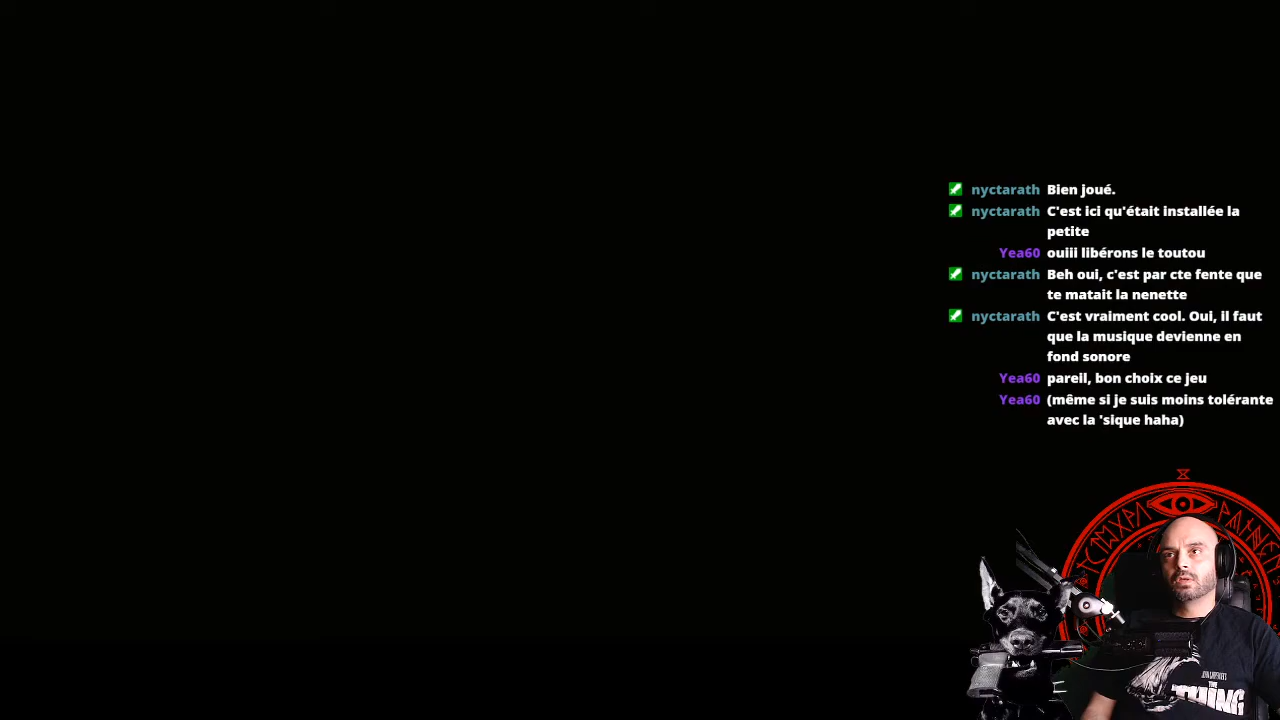 nyctarath Bien joué.
nyctarath C'est ici qu'était installée la
petite
Yea60 ouiii libérons le toutou
nyctarath Beh oui, c'est par cte fente que
te matait la nenette
nyctarath C'est vraiment cool. Oui, il faut
que la musique devienne en
fond sonore
Yea60 pareil, bon choix ce jeu
Yea60 (même si je suis moins tolérante
avec la 'sique haha)
THE
THING